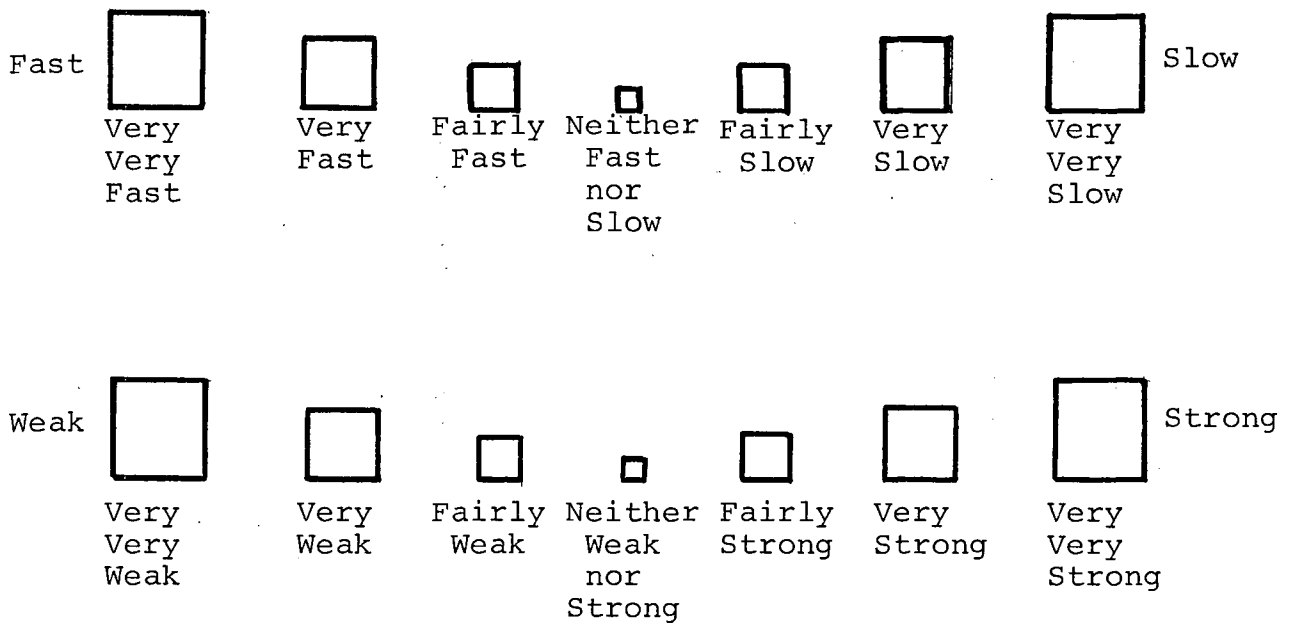 Fast Slow
Very Very Fairly Neither Fairly Very Very
Very Fast Fast Fast Slow Slow Very
Fast nor Slow
Slow
Weak Strong
Very Very Fairly Neither Fairly Very Very
Very Weak Weak Weak Strong Strong Very
Weak nor Strong
Strong